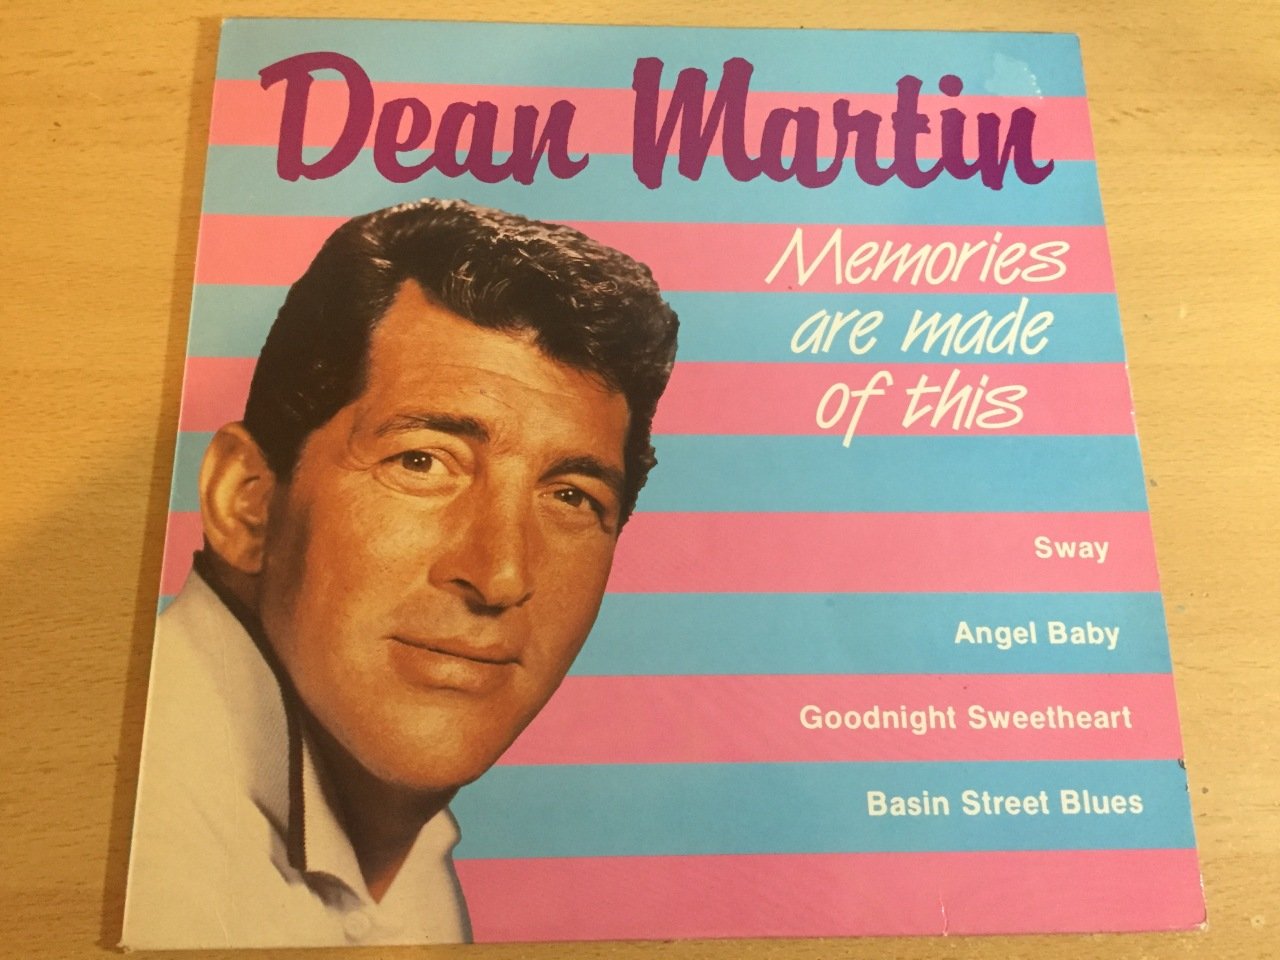 Dean Martin
Memories
are made
of this
Sway
Angel Baby
Goodnight Sweetheart
Basin Street Blues